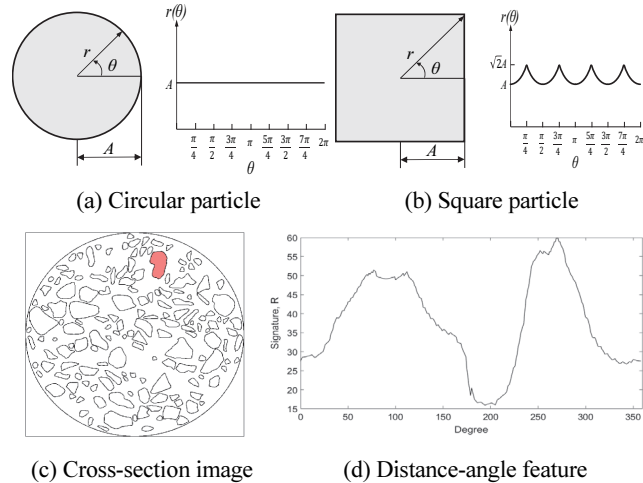 r(θ)
r
θ
A
A
π/4 π/2 3π/4 π 5π/4 3π/2 7π/4 2π
θ
(a) Circular particle
r(θ)
r
θ
A
√2A
A
π/4 π/2 3π/4 π 5π/4 3π/2 7π/4 2π
θ
(b) Square particle
(c) Cross-section image
60
55
50
45
40
35
30
25
20
15
Signature, R
0 50 100 150 200 250 300 350
Degree
(d) Distance-angle feature